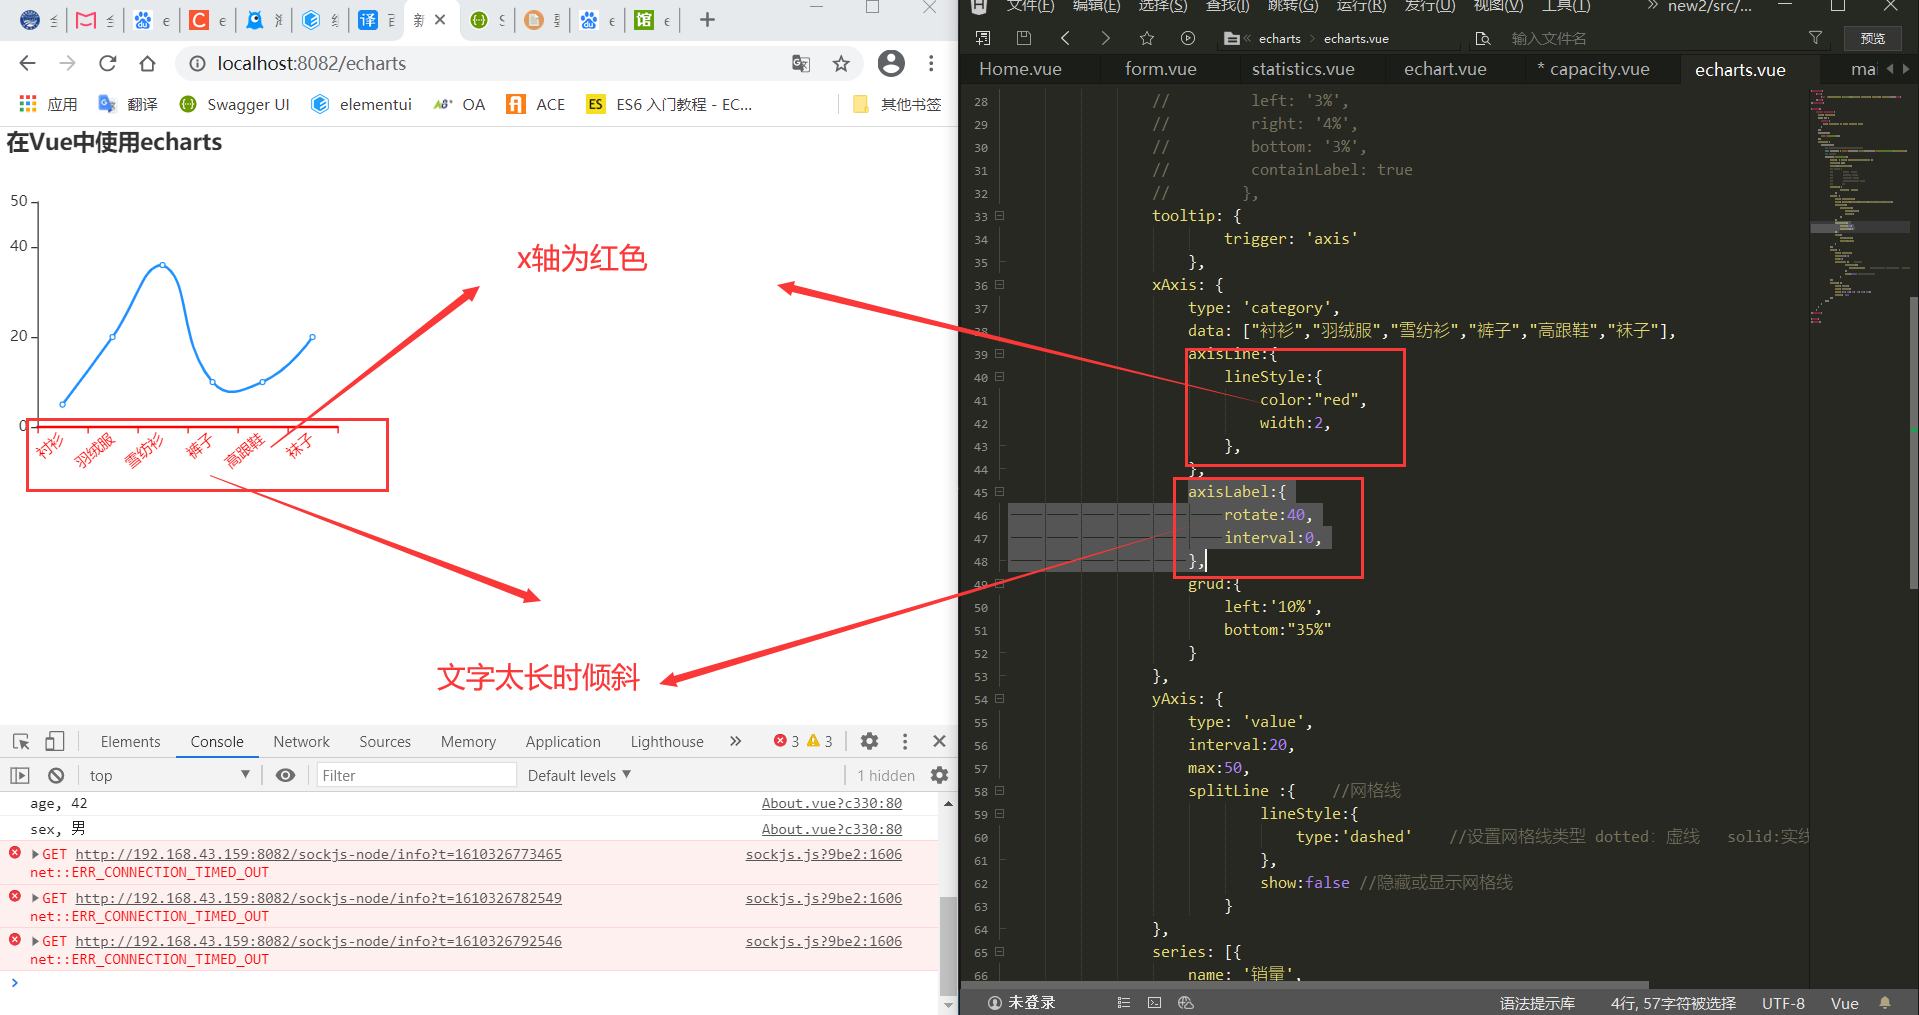 新
文件(F) 编辑(E) 选择(S) 查找(I) 跳转(G) 运行(R) 发行(U) 视图(V) 工具(T) » new2/src/...
localhost:8082/echarts
echarts echarts.vue 输入文件名 预览
应用 翻译 Swagger UI elementui OA ACE ES6 入门教程 - EC... 其他书签
Home.vue form.vue statistics.vue echart.vue * capacity.vue echarts.vue ma
在Vue中使用echarts
50
40
20
0
衬衫 羽绒服 雪纺衫 裤子 高跟鞋 袜子
x轴为红色
文字太长时倾斜
Elements Console Network Sources Memory Application Lighthouse » 3 3
top Filter Default levels 1 hidden
age, 42 About.vue?c330:80
sex, 男 About.vue?c330:80
GET http://192.168.43.159:8082/sockjs-node/info?t=1610326773465 sockjs.js?9be2:1606
net::ERR_CONNECTION_TIMED_OUT
GET http://192.168.43.159:8082/sockjs-node/info?t=1610326782549 sockjs.js?9be2:1606
net::ERR_CONNECTION_TIMED_OUT
GET http://192.168.43.159:8082/sockjs-node/info?t=1610326792546 sockjs.js?9be2:1606
net::ERR_CONNECTION_TIMED_OUT
28 // left: '3%',
29 // right: '4%',
30 // bottom: '3%',
31 // containLabel: true
32 // },
33 tooltip: {
34 trigger: 'axis'
35 },
36 xAxis: {
37 type: 'category',
38 data: ["衬衫","羽绒服","雪纺衫","裤子","高跟鞋","袜子"],
39 axisLine:{
40 lineStyle:{
41 color:"red",
42 width:2,
43 },
44 },
45 axisLabel:{
46 rotate:40,
47 interval:0,
48 },
49 grud:{
50 left:'10%',
51 bottom:"35%"
52 }
53 },
54 yAxis: {
55 type: 'value',
56 interval:20,
57 max:50,
58 splitLine :{ //网格线
59 lineStyle:{
60 type:'dashed' //设置网格线类型 dotted：虚线 solid:实线
61 },
62 show:false //隐藏或显示网格线
63 }
64 },
65 series: [{
66 name: '销量',
未登录 语法提示库 4行, 57字符被选择 UTF-8 Vue